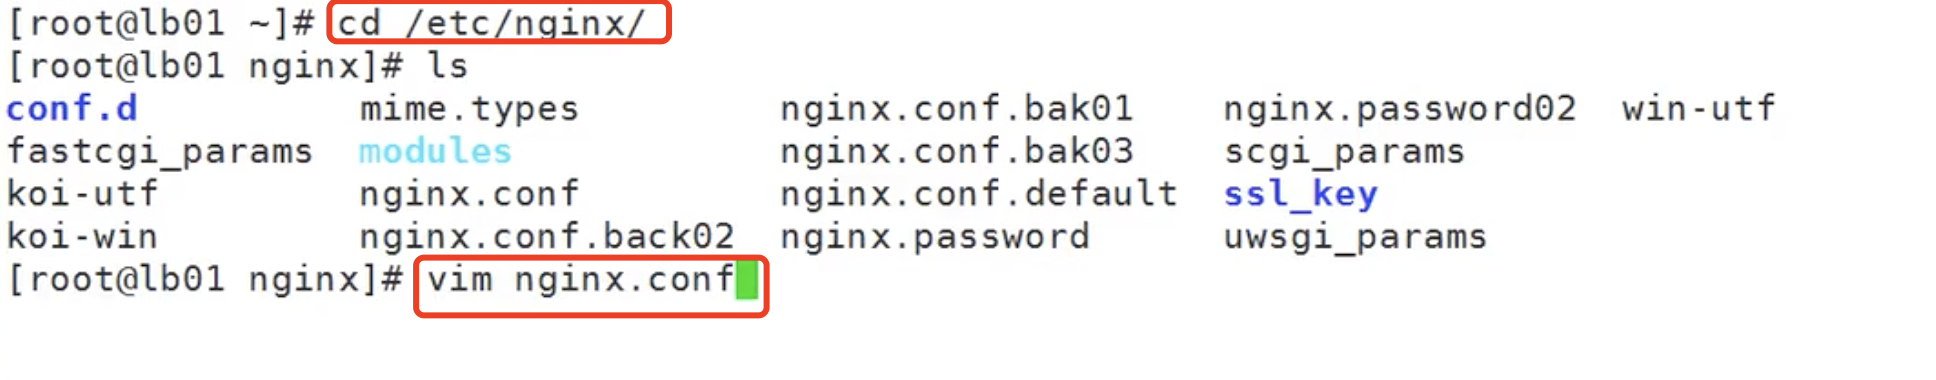 [root@lb01 ~]# cd /etc/nginx/
[root@lb01 nginx]# ls
conf.d          mime.types         nginx.conf.bak01    nginx.password02  win-utf
fastcgi_params  modules            nginx.conf.bak03    scgi_params
koi-utf         nginx.conf         nginx.conf.default  ssl_key
koi-win         nginx.conf.back02  nginx.password      uwsgi_params
[root@lb01 nginx]# vim nginx.conf